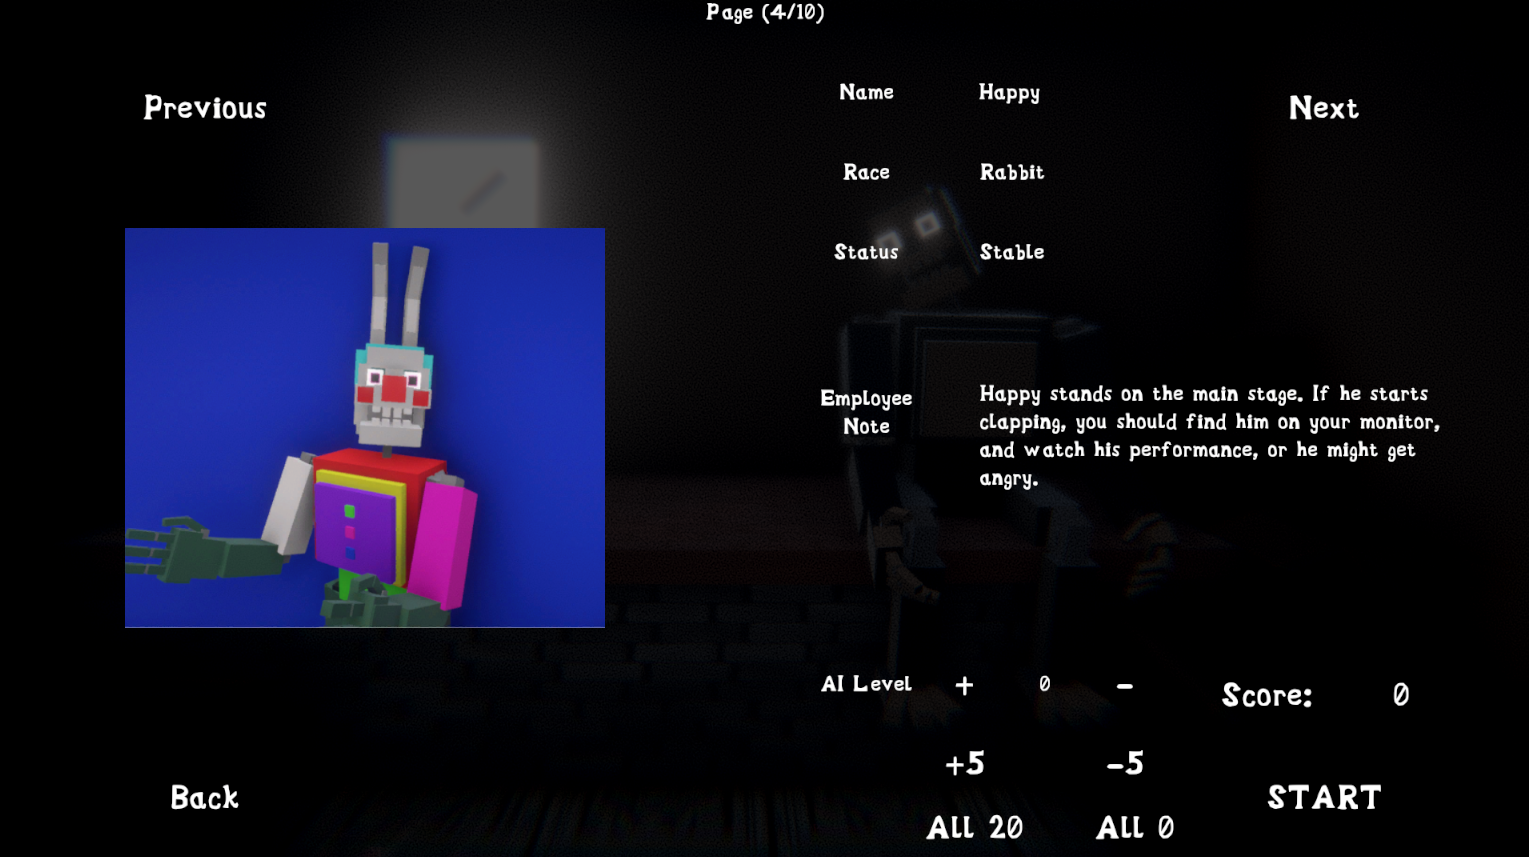 Page (4/10)
Previous
Next
Name Happy
Race Rabbit
Status Stable
Employee
Note
Happy stands on the main stage. If he starts
clapping, you should find him on your monitor,
and watch his performance, or he might get
angry.
AI Level + 0 -
Score: 0
+5 -5
Back
START
All 20 All 0